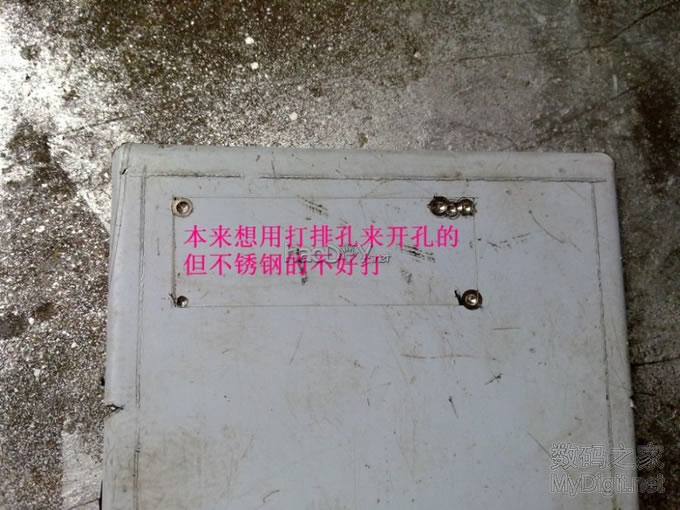 本来想用打排孔来开孔的
但不锈钢的不好打
数码之家
MyDigit.net